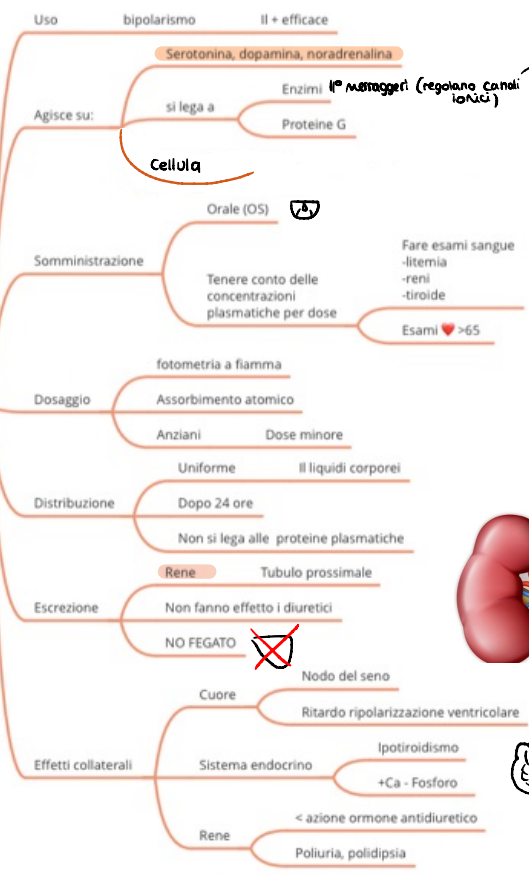 Uso bipolarismo Il + efficace
Serotonina, dopamina, noradrenalina
Agisce su:
si lega a
Enzimi IIº messaggeri (regolano canali
ionici)
Proteine G
Cellula
Somministrazione
Orale (OS)
Tenere conto delle
concentrazioni
plasmatiche per dose
Fare esami sangue
-litemia
-reni
-tiroide
Esami ❤️ >65
Dosaggio
fotometria a fiamma
Assorbimento atomico
Anziani Dose minore
Distribuzione
Uniforme Il liquidi corporei
Dopo 24 ore
Non si lega alle proteine plasmatiche
Escrezione
Rene Tubulo prossimale
Non fanno effetto i diuretici
NO FEGATO
Effetti collaterali
Cuore
Nodo del seno
Ritardo ripolarizzazione ventricolare
Sistema endocrino
Ipotiroidismo
+Ca - Fosforo
Rene
< azione ormone antidiuretico
Poliuria, polidipsia